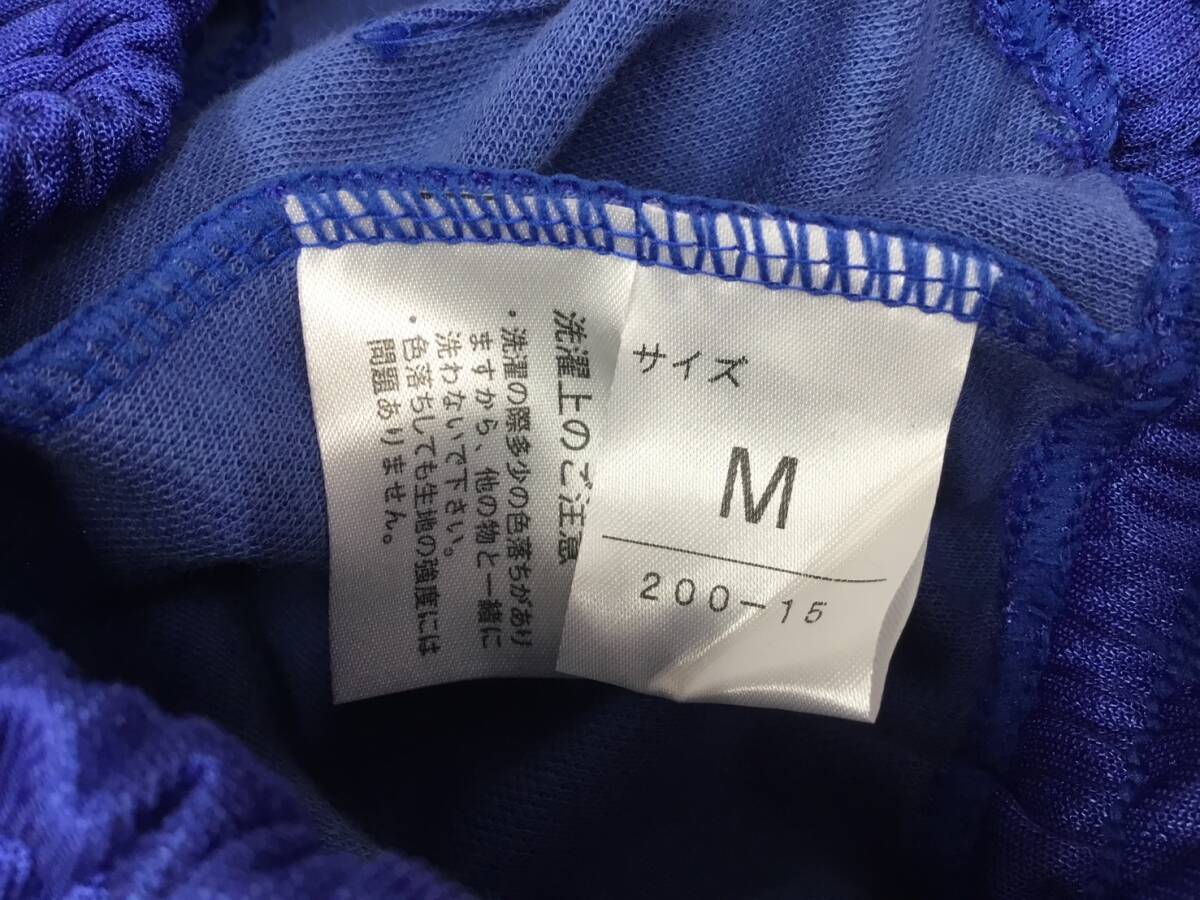 洗濯上のご注意
・洗濯の際多少の色落ちがあり
ますから、他の物と一緒に
洗わないで下さい。
・色落ちしても生地の強度には
問題ありません。
サイズ
M
200-15